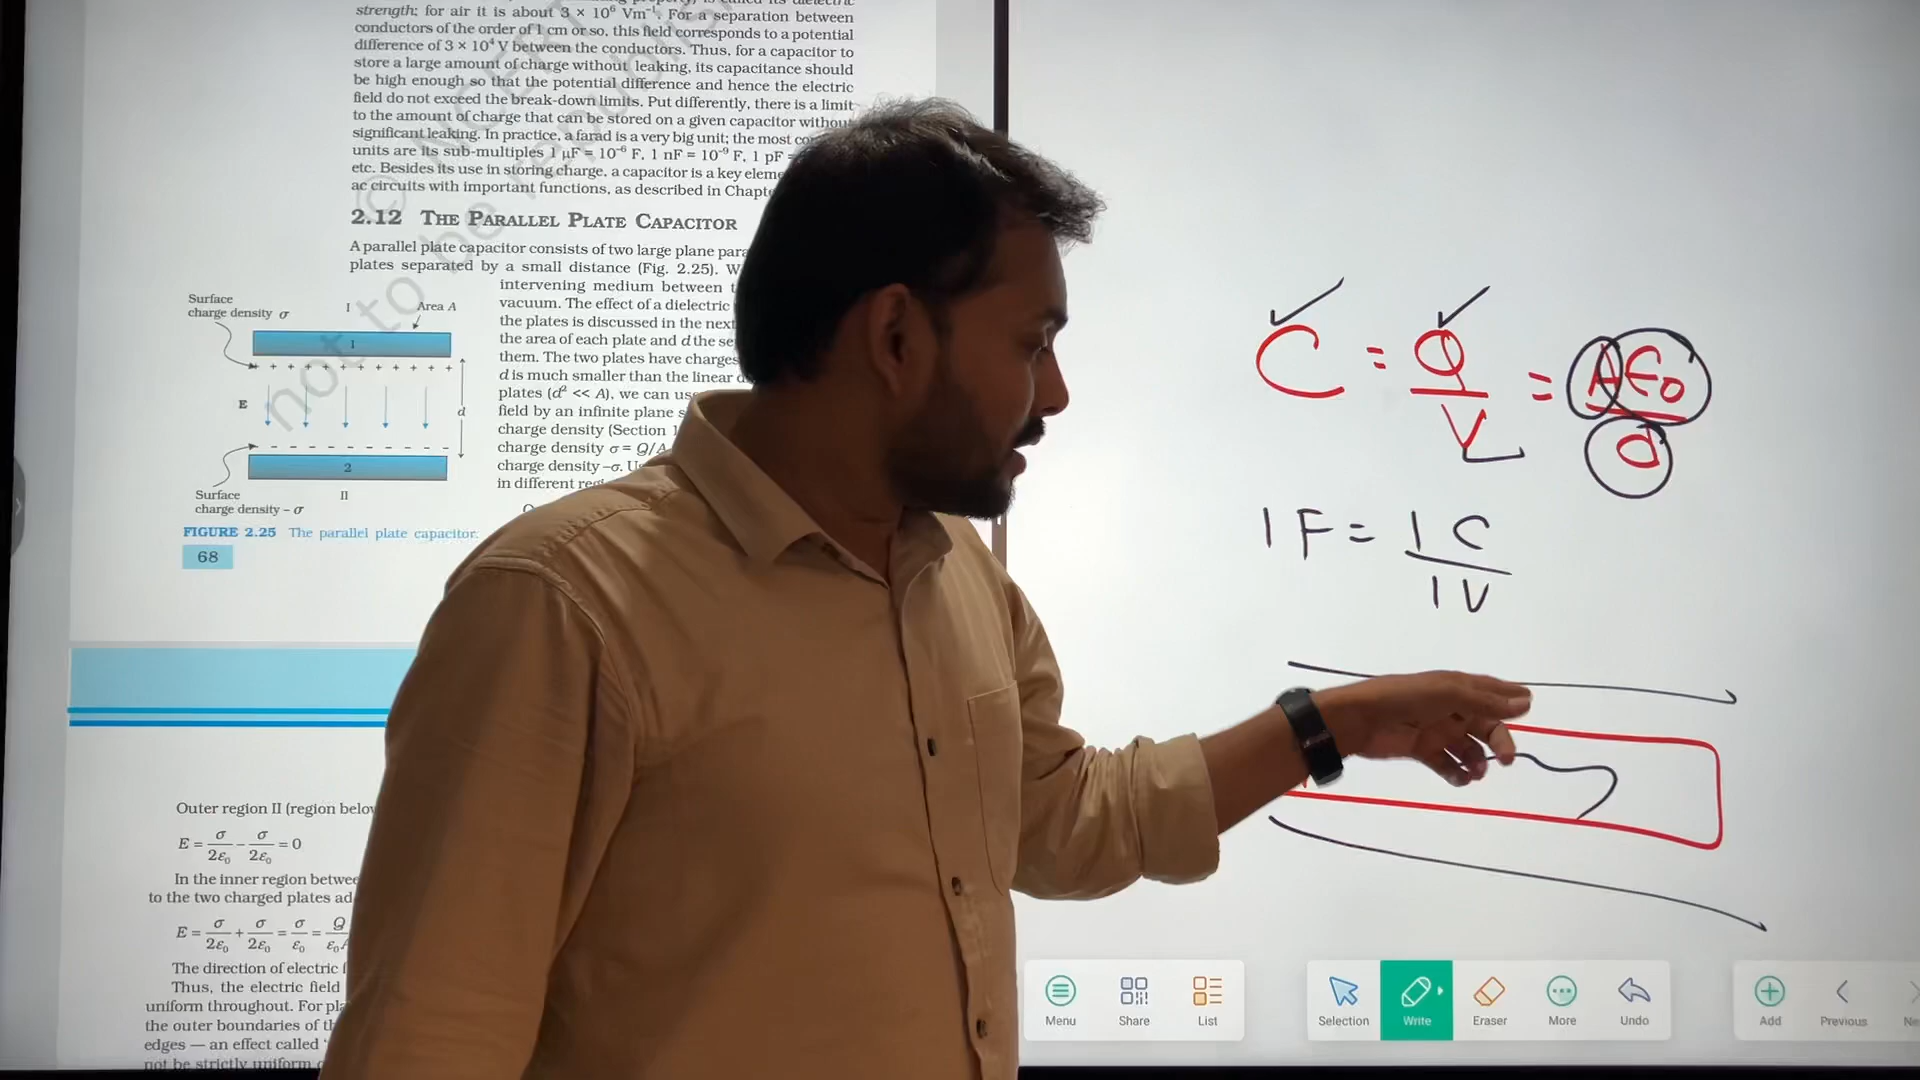 strength; for air it is about 3 × 10⁶ Vm⁻¹. For a separation between
conductors of the order of 1 cm or so, this field corresponds to a potential
difference of 3 × 10⁴ V between the conductors. Thus, for a capacitor to
store a large amount of charge without leaking, its capacitance should
be high enough so that the potential difference and hence the electric
field do not exceed the break-down limits. Put differently, there is a limit
to the amount of charge that can be stored on a given capacitor without
significant leaking. In practice, a farad is a very big unit; the most
units are its sub-multiples 1 μF = 10⁻⁶ F, 1 nF = 10⁻⁹ F, 1 pF =
etc. Besides its use in storing charge, a capacitor is a key
ac circuits with important functions, as described in
2.12 THE PARALLEL PLATE CAPACITOR
A parallel plate capacitor consists of two large plane
plates separated by a small distance (Fig. 2.25).
intervening medium between
vacuum. The effect of a dielectric
the plates is discussed in the next
the area of each plate and d the
them. The two plates have charges
d is much smaller than the linear
plates (d² << A), we can use
field by an infinite plane
charge density (Section
charge density σ = Q/A
charge density –σ.
in different
Surface
charge density σ
I
Area A
1
+ + + + + + + + + + +
E
d
2
Surface
charge density – σ
II
FIGURE 2.25 The parallel plate capacitor.
68
Outer region II (region
E = σ/2ε₀ - σ/2ε₀ = 0
In the inner region
to the two charged plates
E = σ/2ε₀ + σ/2ε₀ = σ/ε₀ =
The direction of electric
Thus, the electric field
uniform throughout. For
the outer boundaries of
edges — an effect called
not be strictly uniform
© NCERT
not to be republis
C = Q/V = Aε₀/d
1 F = 1 C/1 V
Menu
Share
List
Selection
Write
Eraser
More
Undo
Add
Previous